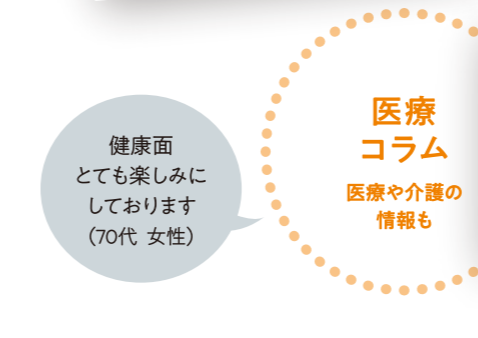 健康面
とても楽しみに
しております
（70代 女性）
医療
コラム
医療や介護の
情報も